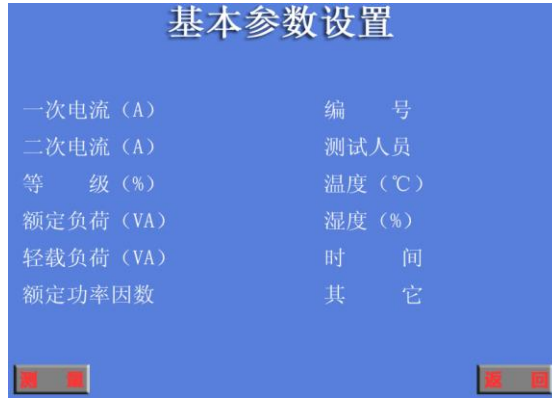 基本参数设置
一次电流（A） 编 号
二次电流（A） 测试人员
等 级（%） 温度（℃）
额定负荷（VA） 湿度（%）
轻载负荷（VA） 时 间
额定功率因数 其 它
测 量 返 回